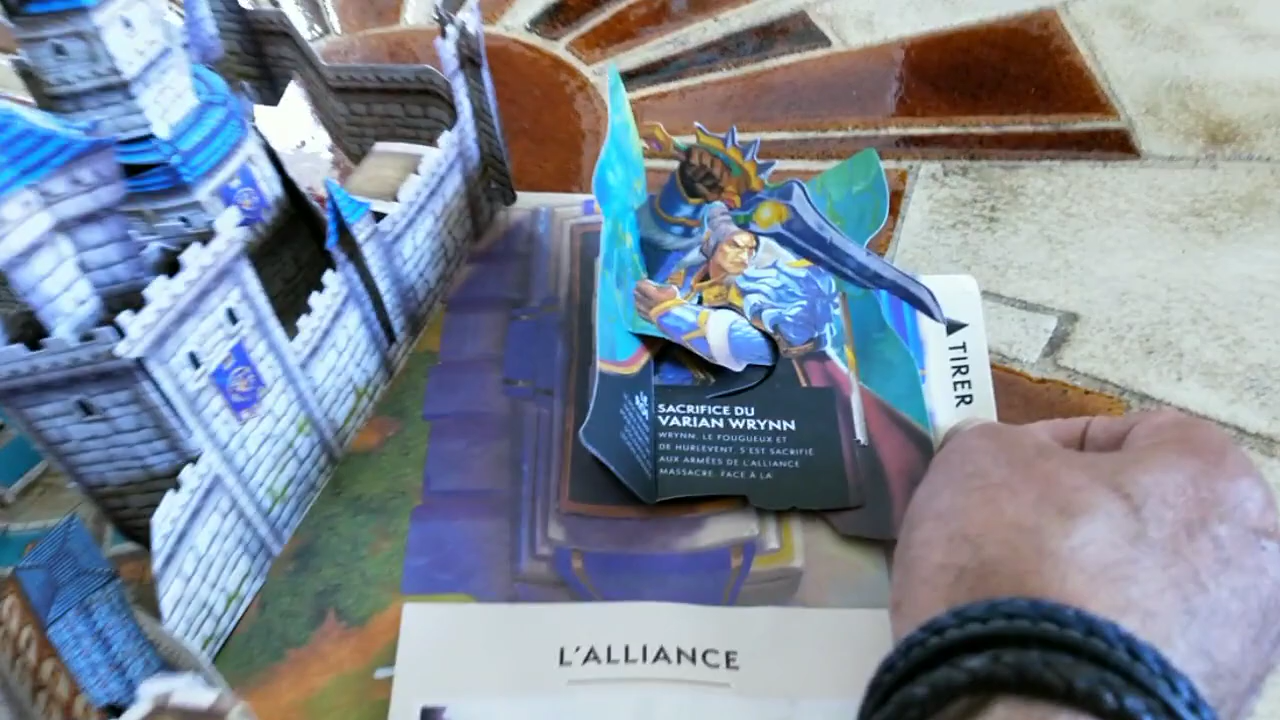 TIRER
SACRIFICE DU
VARIAN WRYNN
WRYNN, LE FOUGUEUX ET
DE HURLEVENT, S'EST SACRIFIÉ
AUX ARMÉES DE L'ALLIANCE
MASSACRE. FACE À LA
L'ALLIANCE